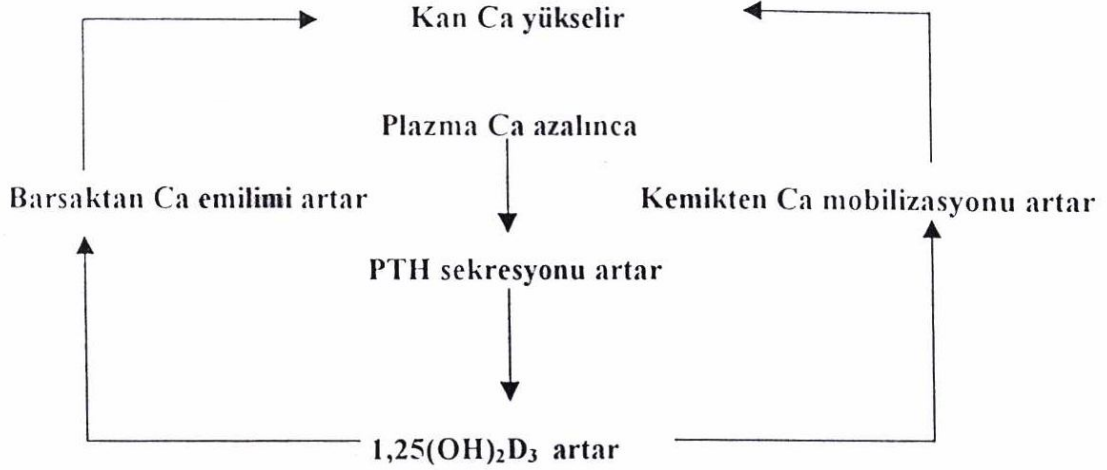 Kan Ca yükselir
Plazma Ca azalınca
Barsaktan Ca emilimi artar
Kemikten Ca mobilizasyonu artar
PTH sekresyonu artar
1,25(OH)₂D₃ artar